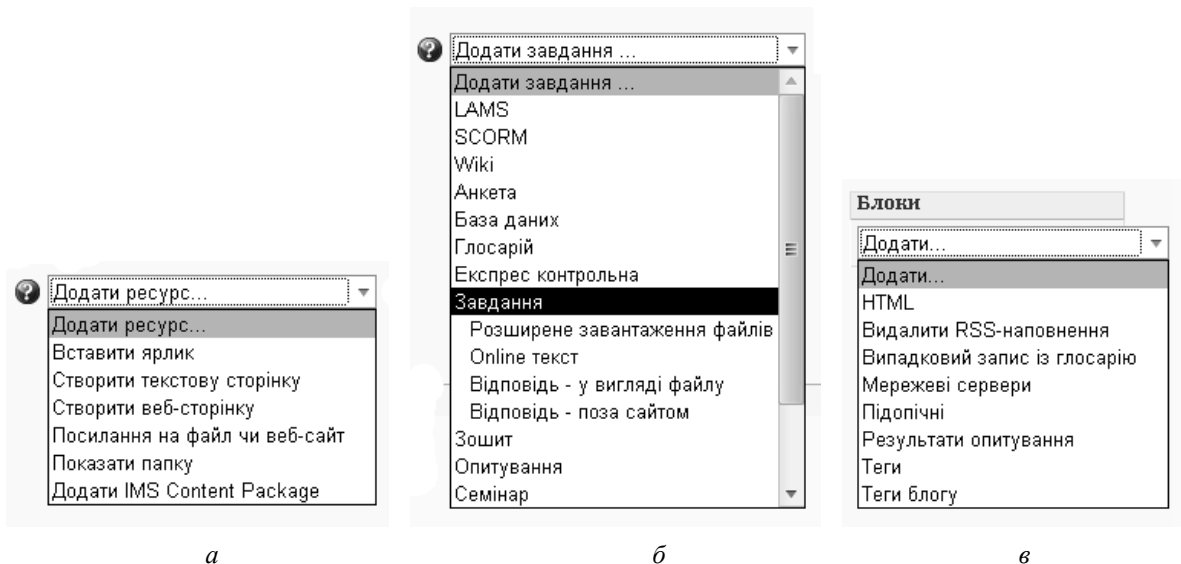 Додати ресурс...
Додати ресурс...
Вставити ярлик
Створити текстову сторінку
Створити веб-сторінку
Посилання на файл чи веб-сайт
Показати папку
Додати IMS Content Package
а
Додати завдання ...
Додати завдання ...
LAMS
SCORM
Wiki
Анкета
База даних
Глосарій
Експрес контрольна
Завдання
Розширене завантаження файлів
Online текст
Відповідь - у вигляді файлу
Відповідь - поза сайтом
Зошит
Опитування
Семінар
б
Блоки
Додати...
Додати...
HTML
Видалити RSS-наповнення
Випадковий запис із глосарію
Мережеві сервери
Підопічні
Результати опитування
Теги
Теги блогу
в